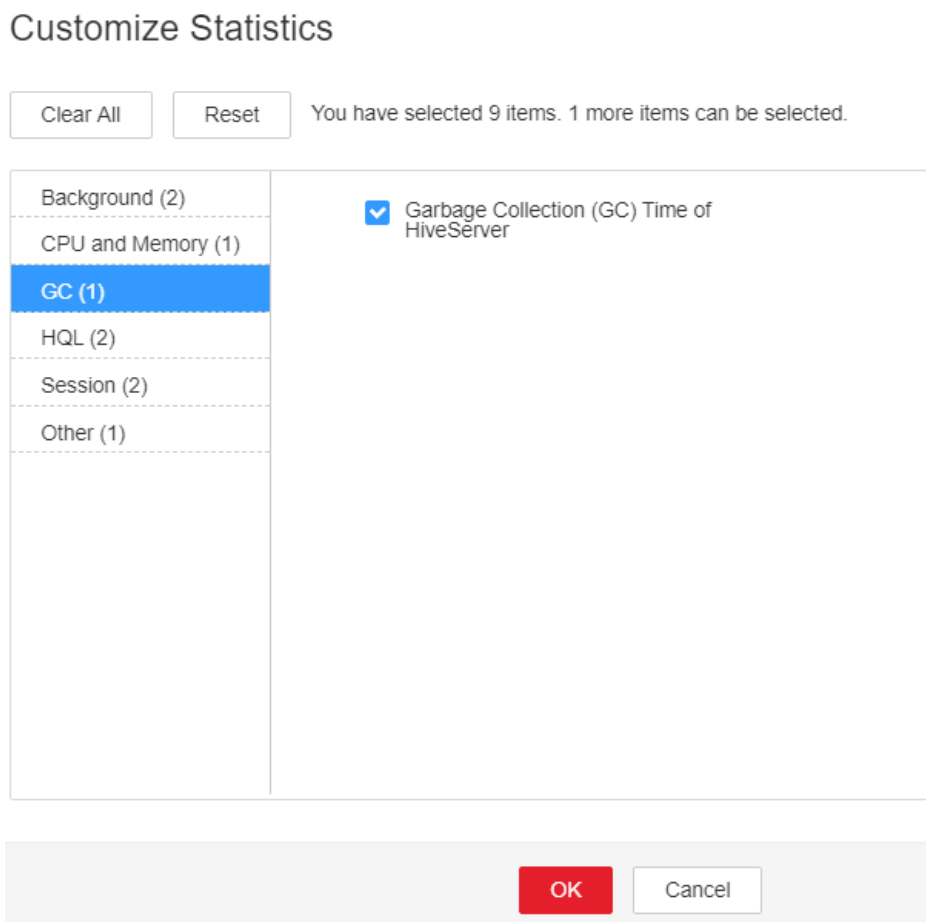 Customize Statistics
Clear All
Reset
You have selected 9 items. 1 more items can be selected.
Background (2)
CPU and Memory (1)
GC (1)
HQL (2)
Session (2)
Other (1)
Garbage Collection (GC) Time of
HiveServer
OK
Cancel